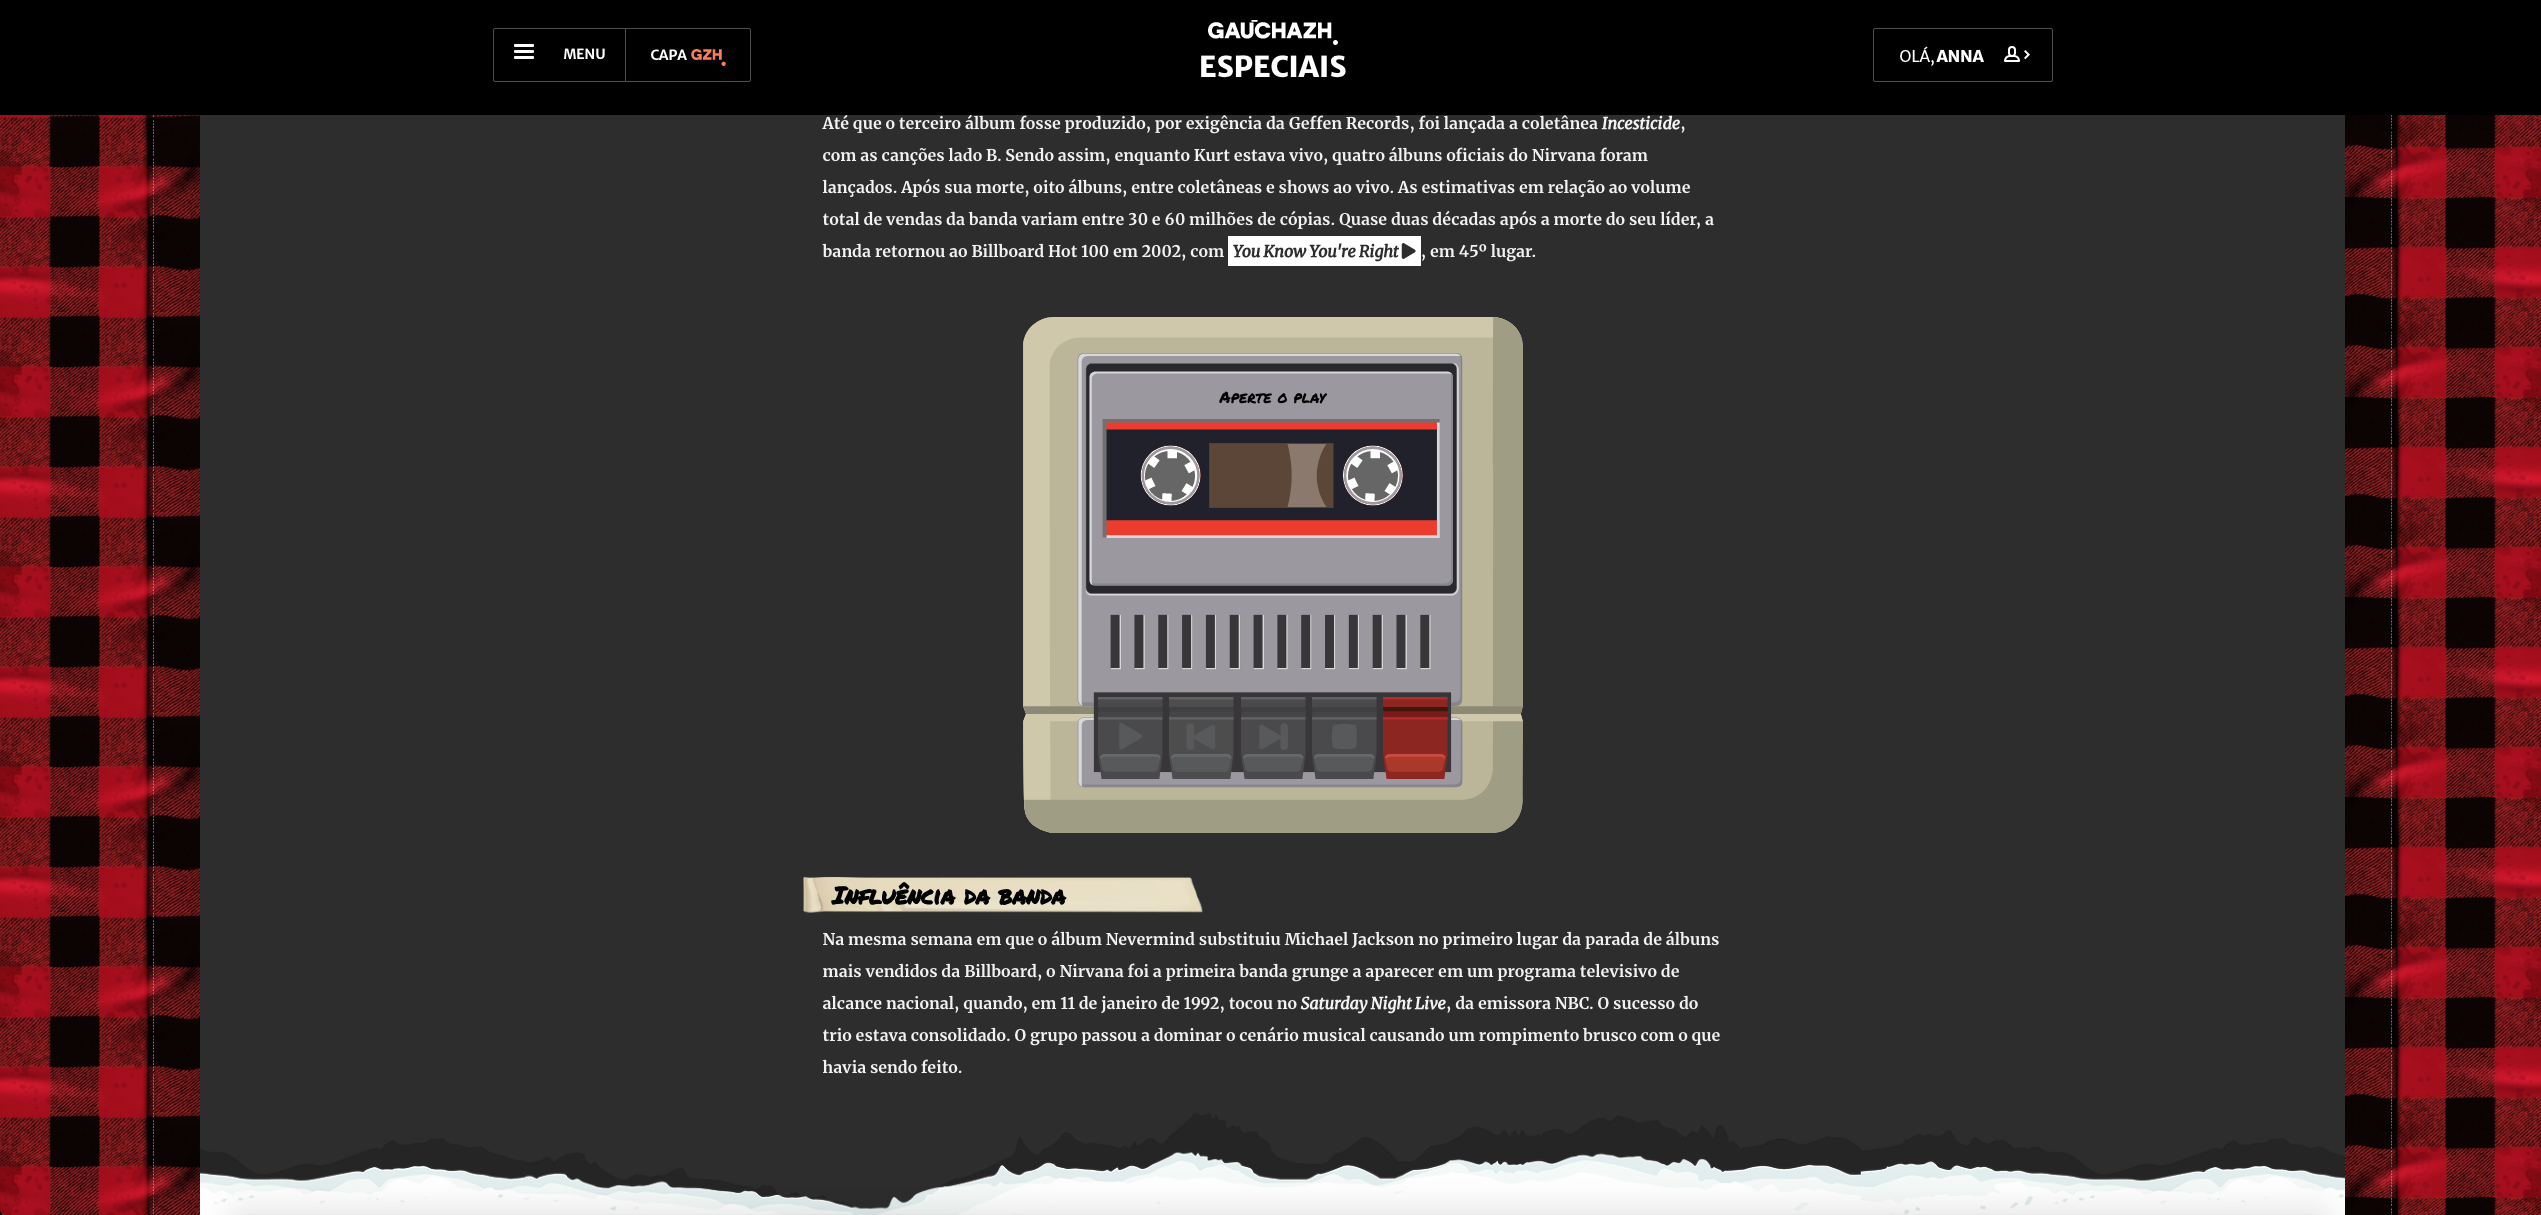 MENU
CAPA GZH.
GAÚCHAZH.
ESPECIAIS
OLÁ, ANNA
Até que o terceiro álbum fosse produzido, por exigência da Geffen Records, foi lançada a coletânea Incesticide,
com as canções lado B. Sendo assim, enquanto Kurt estava vivo, quatro álbuns oficiais do Nirvana foram
lançados. Após sua morte, oito álbuns, entre coletâneas e shows ao vivo. As estimativas em relação ao volume
total de vendas da banda variam entre 30 e 60 milhões de cópias. Quase duas décadas após a morte do seu líder, a
banda retornou ao Billboard Hot 100 em 2002, com You Know You're Right, em 45º lugar.
Aperte o play
Influência da banda
Na mesma semana em que o álbum Nevermind substituiu Michael Jackson no primeiro lugar da parada de álbuns
mais vendidos da Billboard, o Nirvana foi a primeira banda grunge a aparecer em um programa televisivo de
alcance nacional, quando, em 11 de janeiro de 1992, tocou no Saturday Night Live, da emissora NBC. O sucesso do
trio estava consolidado. O grupo passou a dominar o cenário musical causando um rompimento brusco com o que
havia sendo feito.